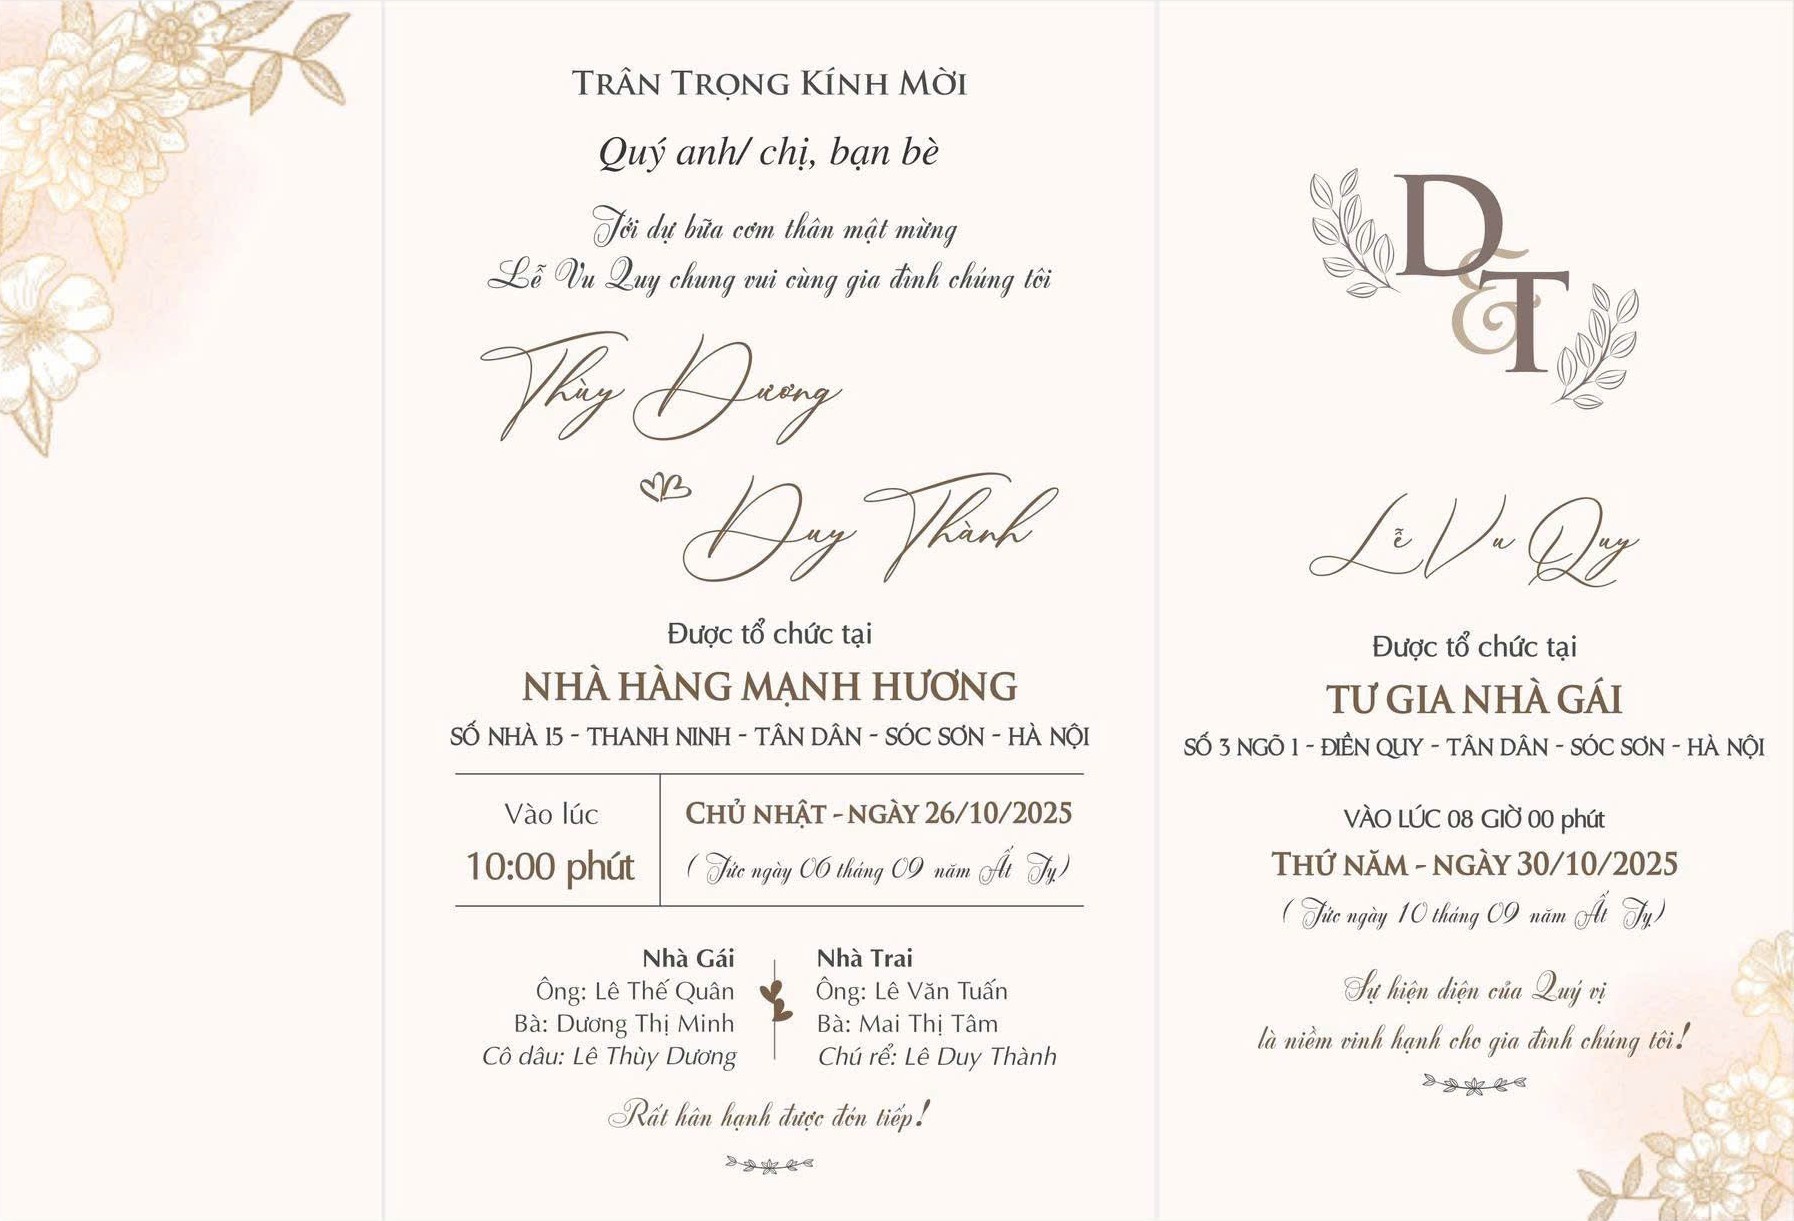 TRÂN TRỌNG KÍNH MỜI
Quý anh/ chị, bạn bè
Tới dự bữa cơm thân mật mừng
Lễ Vu Quy chung vui cùng gia đình chúng tôi
Thùy Dương
Duy Thành
Được tổ chức tại
NHÀ HÀNG MẠNH HƯƠNG
SỐ NHÀ 15 - THANH NINH - TÂN DÂN - SÓC SƠN - HÀ NỘI
Vào lúc
10:00 phút
CHỦ NHẬT - NGÀY 26/10/2025
( Tức ngày 06 tháng 09 năm Ất Tỵ)
Nhà Gái
Ông: Lê Thế Quân
Bà: Dương Thị Minh
Cô dâu: Lê Thùy Dương
Nhà Trai
Ông: Lê Văn Tuấn
Bà: Mai Thị Tâm
Chú rể: Lê Duy Thành
Rất hân hạnh được đón tiếp!
D&T
Lễ Vu Quy
Được tổ chức tại
TƯ GIA NHÀ GÁI
SỐ 3 NGÕ 1 - ĐIỀN QUY - TÂN DÂN - SÓC SƠN - HÀ NỘI
VÀO LÚC 08 GIỜ 00 phút
THỨ NĂM - NGÀY 30/10/2025
( Tức ngày 10 tháng 09 năm Ất Tỵ)
Sự hiện diện của Quý vị
là niềm vinh hạnh cho gia đình chúng tôi!